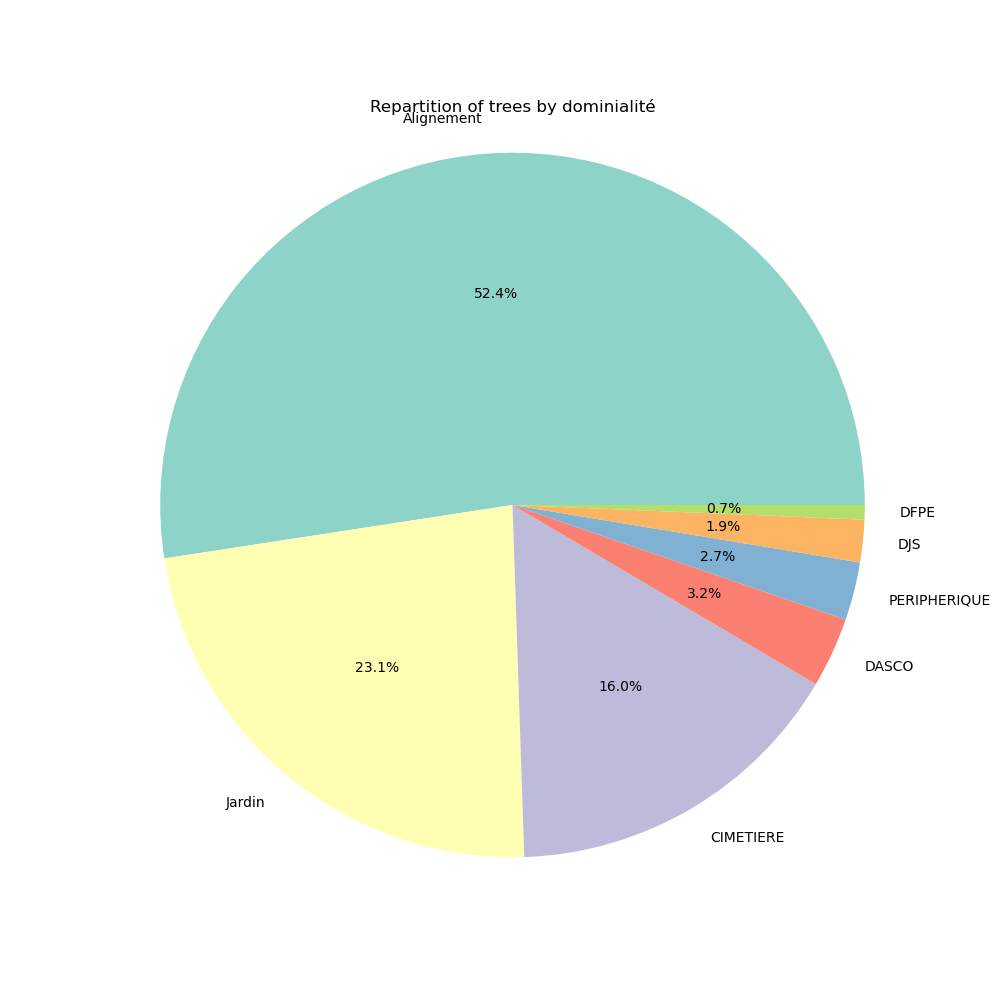 Repartition of trees by dominialité
Alignement
52.4%
0.7%
DFPE
1.9%
DJS
2.7%
PERIPHERIQUE
3.2%
DASCO
23.1%
16.0%
Jardin
CIMETIERE